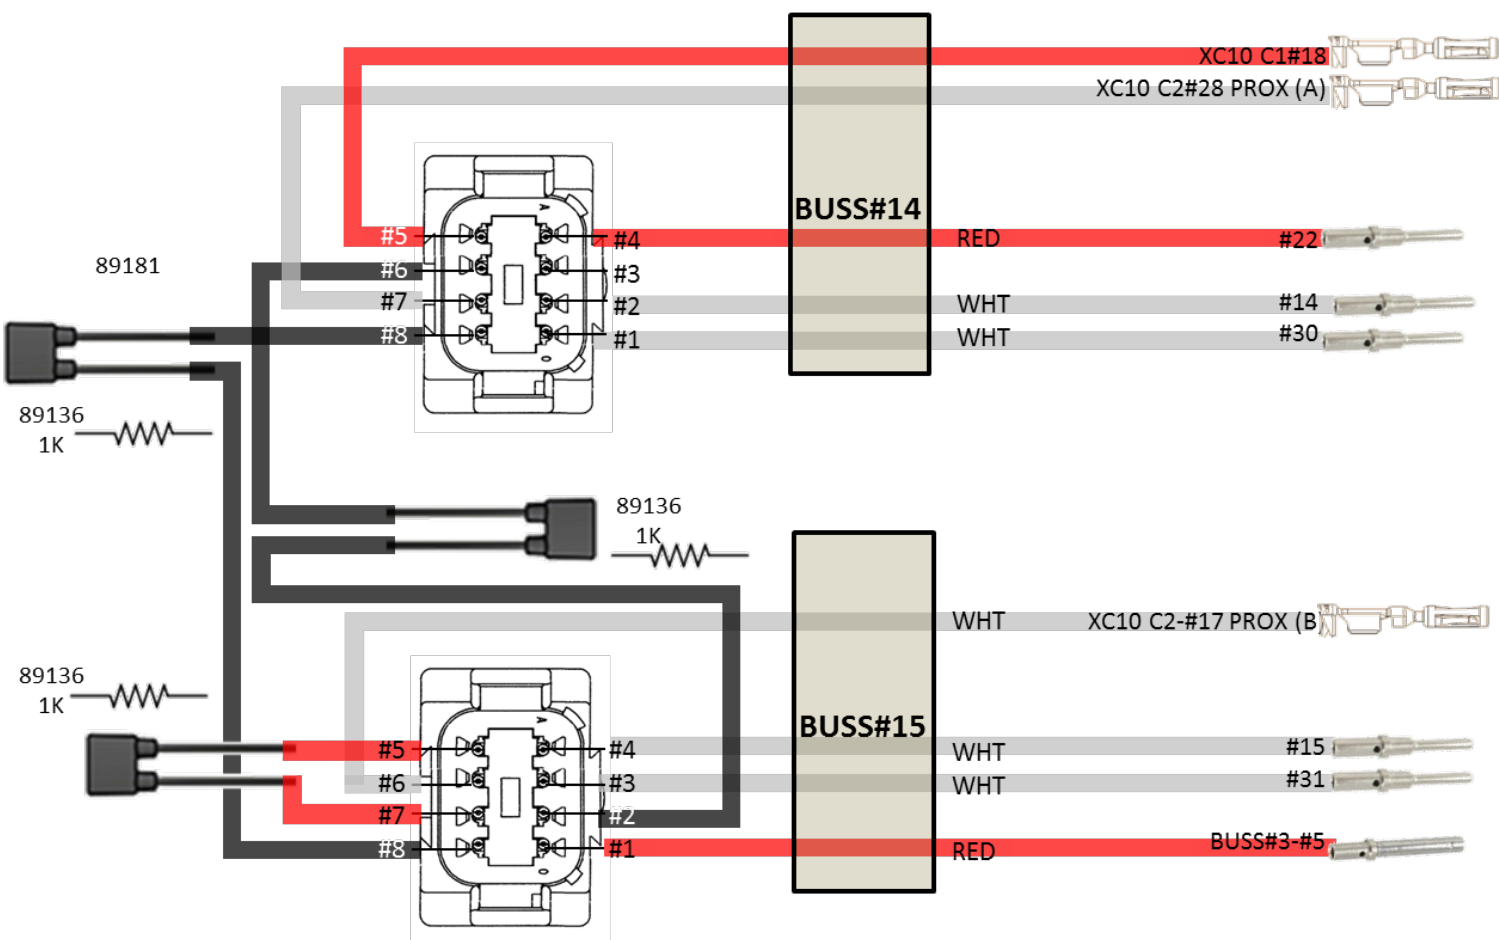 XC10 C1#18
XC10 C2#28 PROX (A)
BUSS#14
A
#5
#4
RED
#22
89181
#6
#3
#7
#2
WHT
#14
#8
#1
WHT
#30
O
89136
1K
89136
1K
WHT
XC10 C2-#17 PROX (B)
89136
1K
BUSS#15
A
#5
#4
WHT
#15
#6
#3
WHT
#31
#7
#2
#8
#1
RED
BUSS#3-#5
O